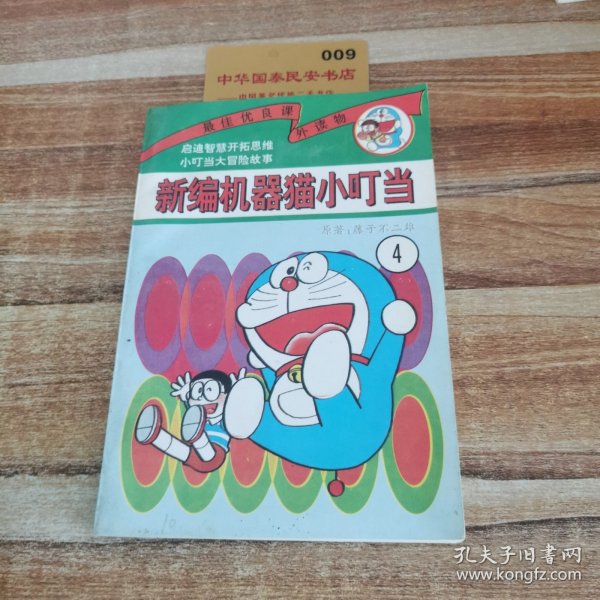 009
中华国泰民安书店
最佳优良课外读物
启迪智慧开拓思维
小叮当大冒险故事
新编机器猫小叮当
原著:藤子不二雄
4
孔夫子旧书网
www.kongfz.com